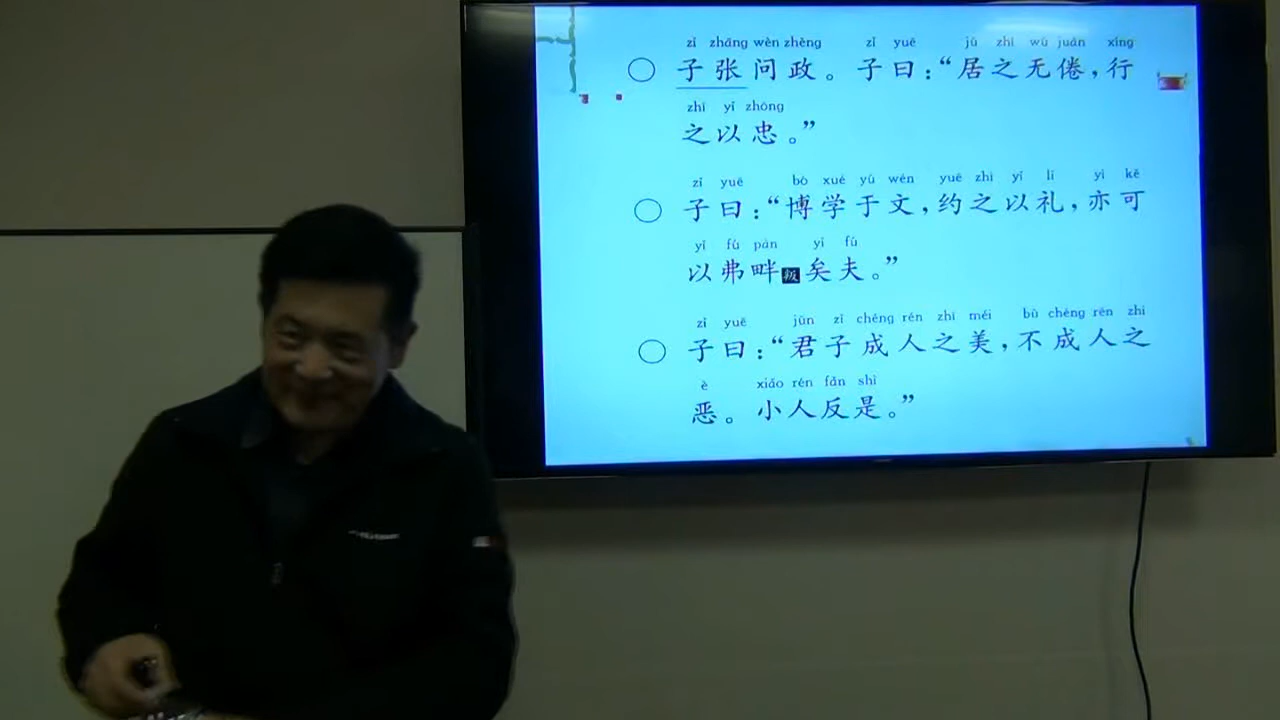 zǐ zhāng wèn zhèng zǐ yuē jū zhī wú juàn xíng
○ 子张问政。子曰：“居之无倦，行
zhī yǐ zhōng
之以忠。”
zǐ yuē bó xué yú wén yuē zhī yǐ lǐ yì kě
○ 子曰：“博学于文，约之以礼，亦可
yǐ fú pàn yǐ fú
以弗畔叛矣夫。”
zǐ yuē jūn zǐ chéng rén zhī měi bù chéng rén zhī
○ 子曰：“君子成人之美，不成人之
è xiǎo rén fǎn shì
恶。小人反是。”